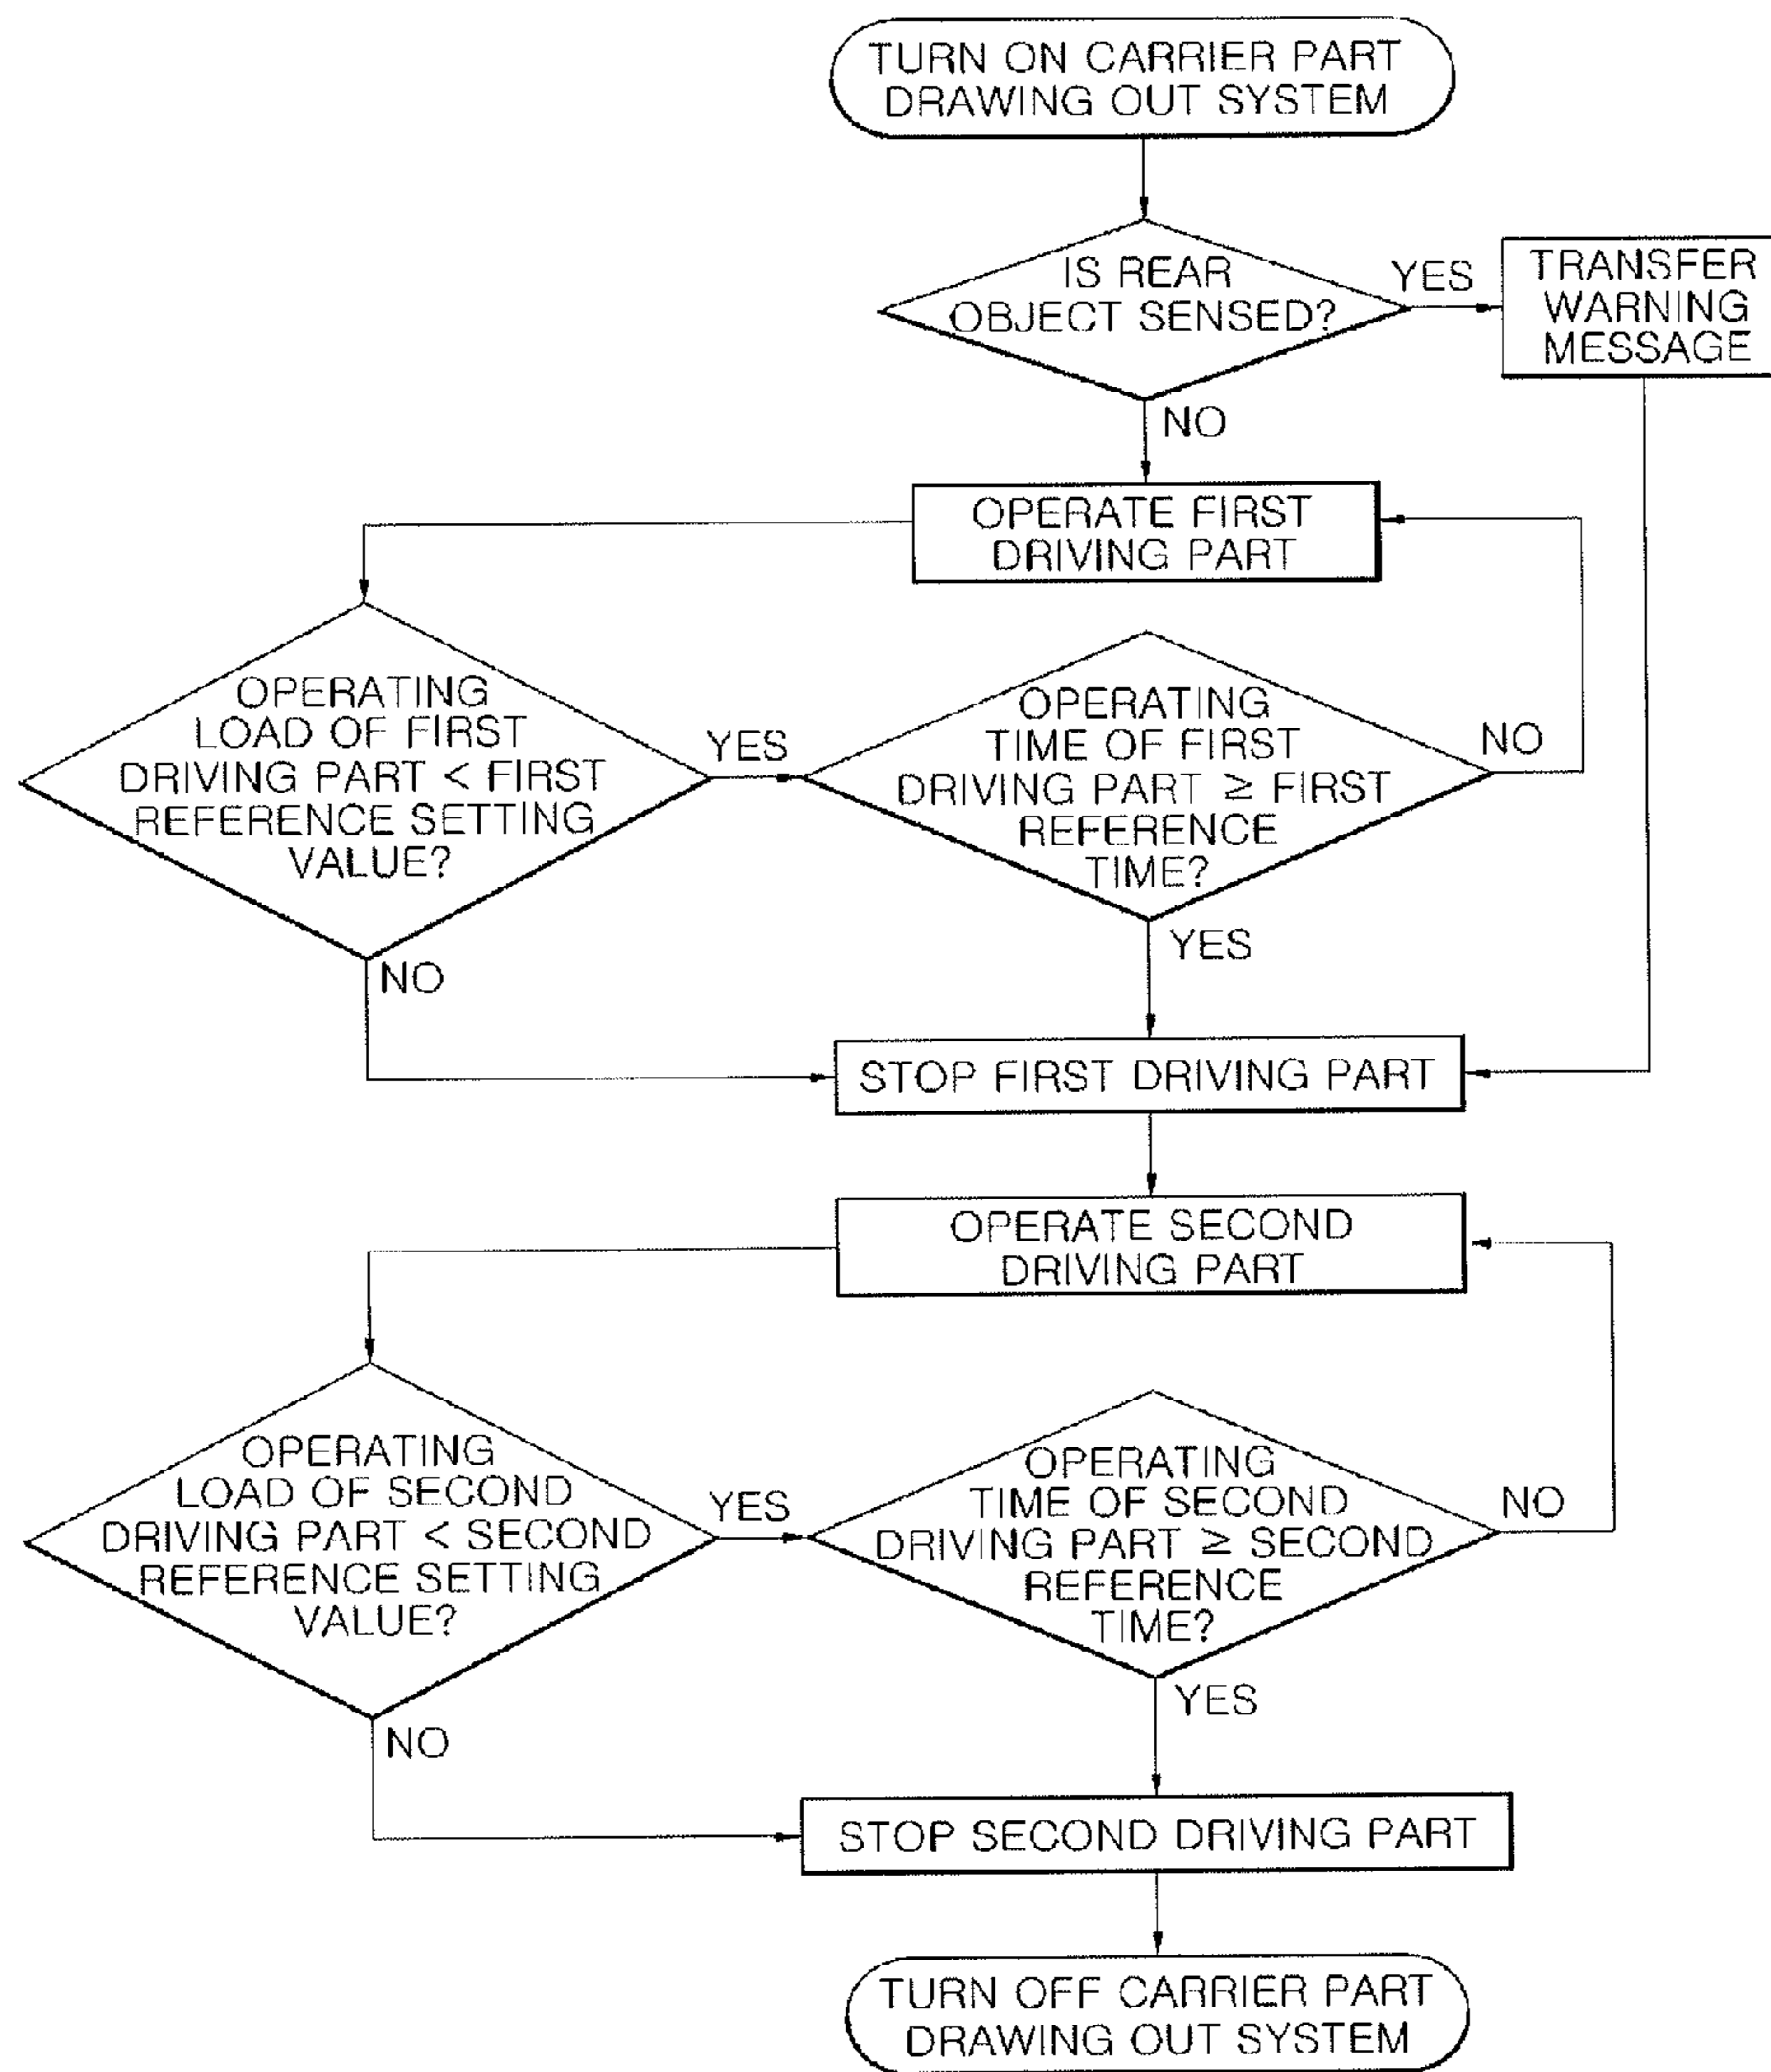 TURN ON CARRIER PART
DRAWING OUT SYSTEM
IS REAR
OBJECT SENSED?
YES
TRANSFER
WARNING
MESSAGE
NO
OPERATE FIRST
DRIVING PART
OPERATING
LOAD OF FIRST
DRIVING PART < FIRST
REFERENCE SETTING
VALUE?
YES
OPERATING
TIME OF FIRST
DRIVING PART ≥ FIRST
REFERENCE
TIME?
NO
YES
NO
STOP FIRST DRIVING PART
OPERATE SECOND
DRIVING PART
OPERATING
LOAD OF SECOND
DRIVING PART < SECOND
REFERENCE SETTING
VALUE?
YES
OPERATING
TIME OF SECOND
DRIVING PART ≥ SECOND
REFERENCE
TIME?
NO
YES
NO
STOP SECOND DRIVING PART
TURN OFF CARRIER PART
DRAWING OUT SYSTEM